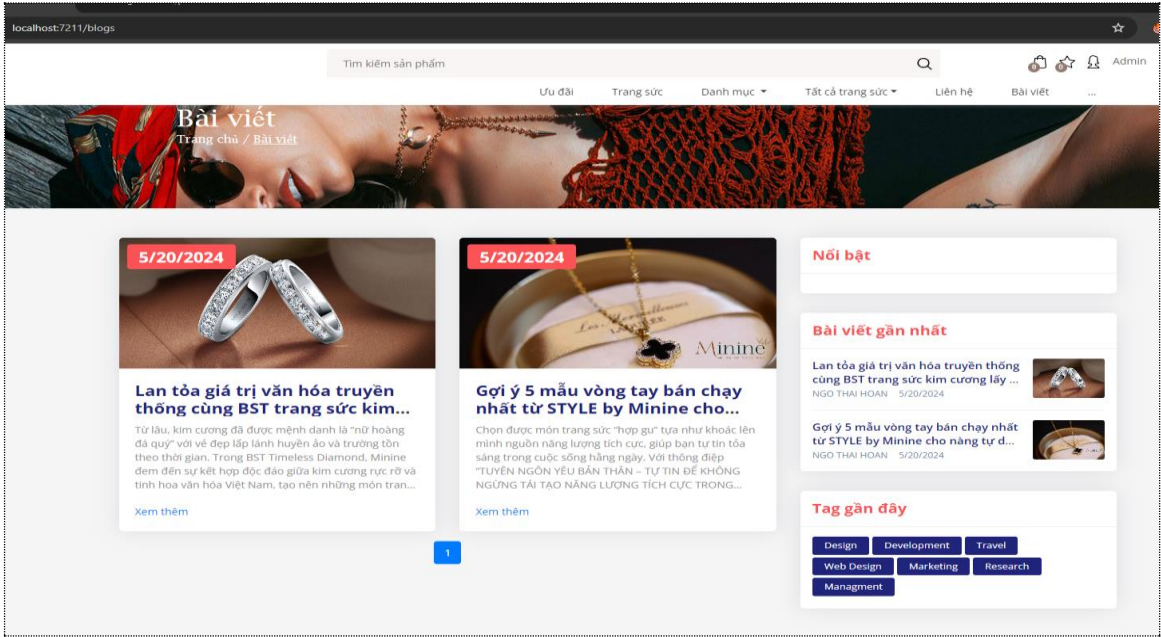 localhost:7211/blogs
Tìm kiếm sản phẩm
0
0
Admin
Ưu đãi
Trang sức
Danh mục
Tất cả trang sức
Liên hệ
Bài viết
...
Bài viết
Trang chủ / Bài viết
5/20/2024
Lan tỏa giá trị văn hóa truyền
thống cùng BST trang sức kim...
Từ lâu, kim cương đã được mệnh danh là “nữ hoàng
đá quý” với vẻ đẹp lấp lánh huyền ảo và trường tồn
theo thời gian. Trong BST Timeless Diamond, Minine
đem đến sự kết hợp độc đáo giữa kim cương rực rỡ và
tinh hoa văn hóa Việt Nam, tạo nên những món tran...
Xem thêm
5/20/2024
Minine
Gợi ý 5 mẫu vòng tay bán chạy
nhất từ STYLE by Minine cho...
Chọn được món trang sức “hợp gu” tựa như khoác lên
mình nguồn năng lượng tích cực, giúp bạn tự tin tỏa
sáng trong cuộc sống hằng ngày. Với thông điệp
“TUYÊN NGÔN YÊU BẢN THÂN – TỰ TIN ĐỂ KHÔNG
NGỪNG TÁI TẠO NĂNG LƯỢNG TÍCH CỰC TRONG...
Xem thêm
1
Nổi bật
Bài viết gần nhất
Lan tỏa giá trị văn hóa truyền thống
cùng BST trang sức kim cương lấy ...
NGO THAI HOAN 5/20/2024
Gợi ý 5 mẫu vòng tay bán chạy nhất
từ STYLE by Minine cho nàng tự d...
NGO THAI HOAN 5/20/2024
Tag gần đây
Design
Development
Travel
Web Design
Marketing
Research
Managment